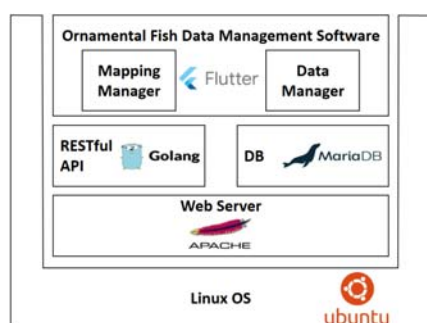 Ornamental Fish Data Management Software
Mapping
Manager
Flutter
Data
Manager
RESTful
API
Golang
DB
MariaDB
Web Server
APACHE
Linux OS
ubuntu